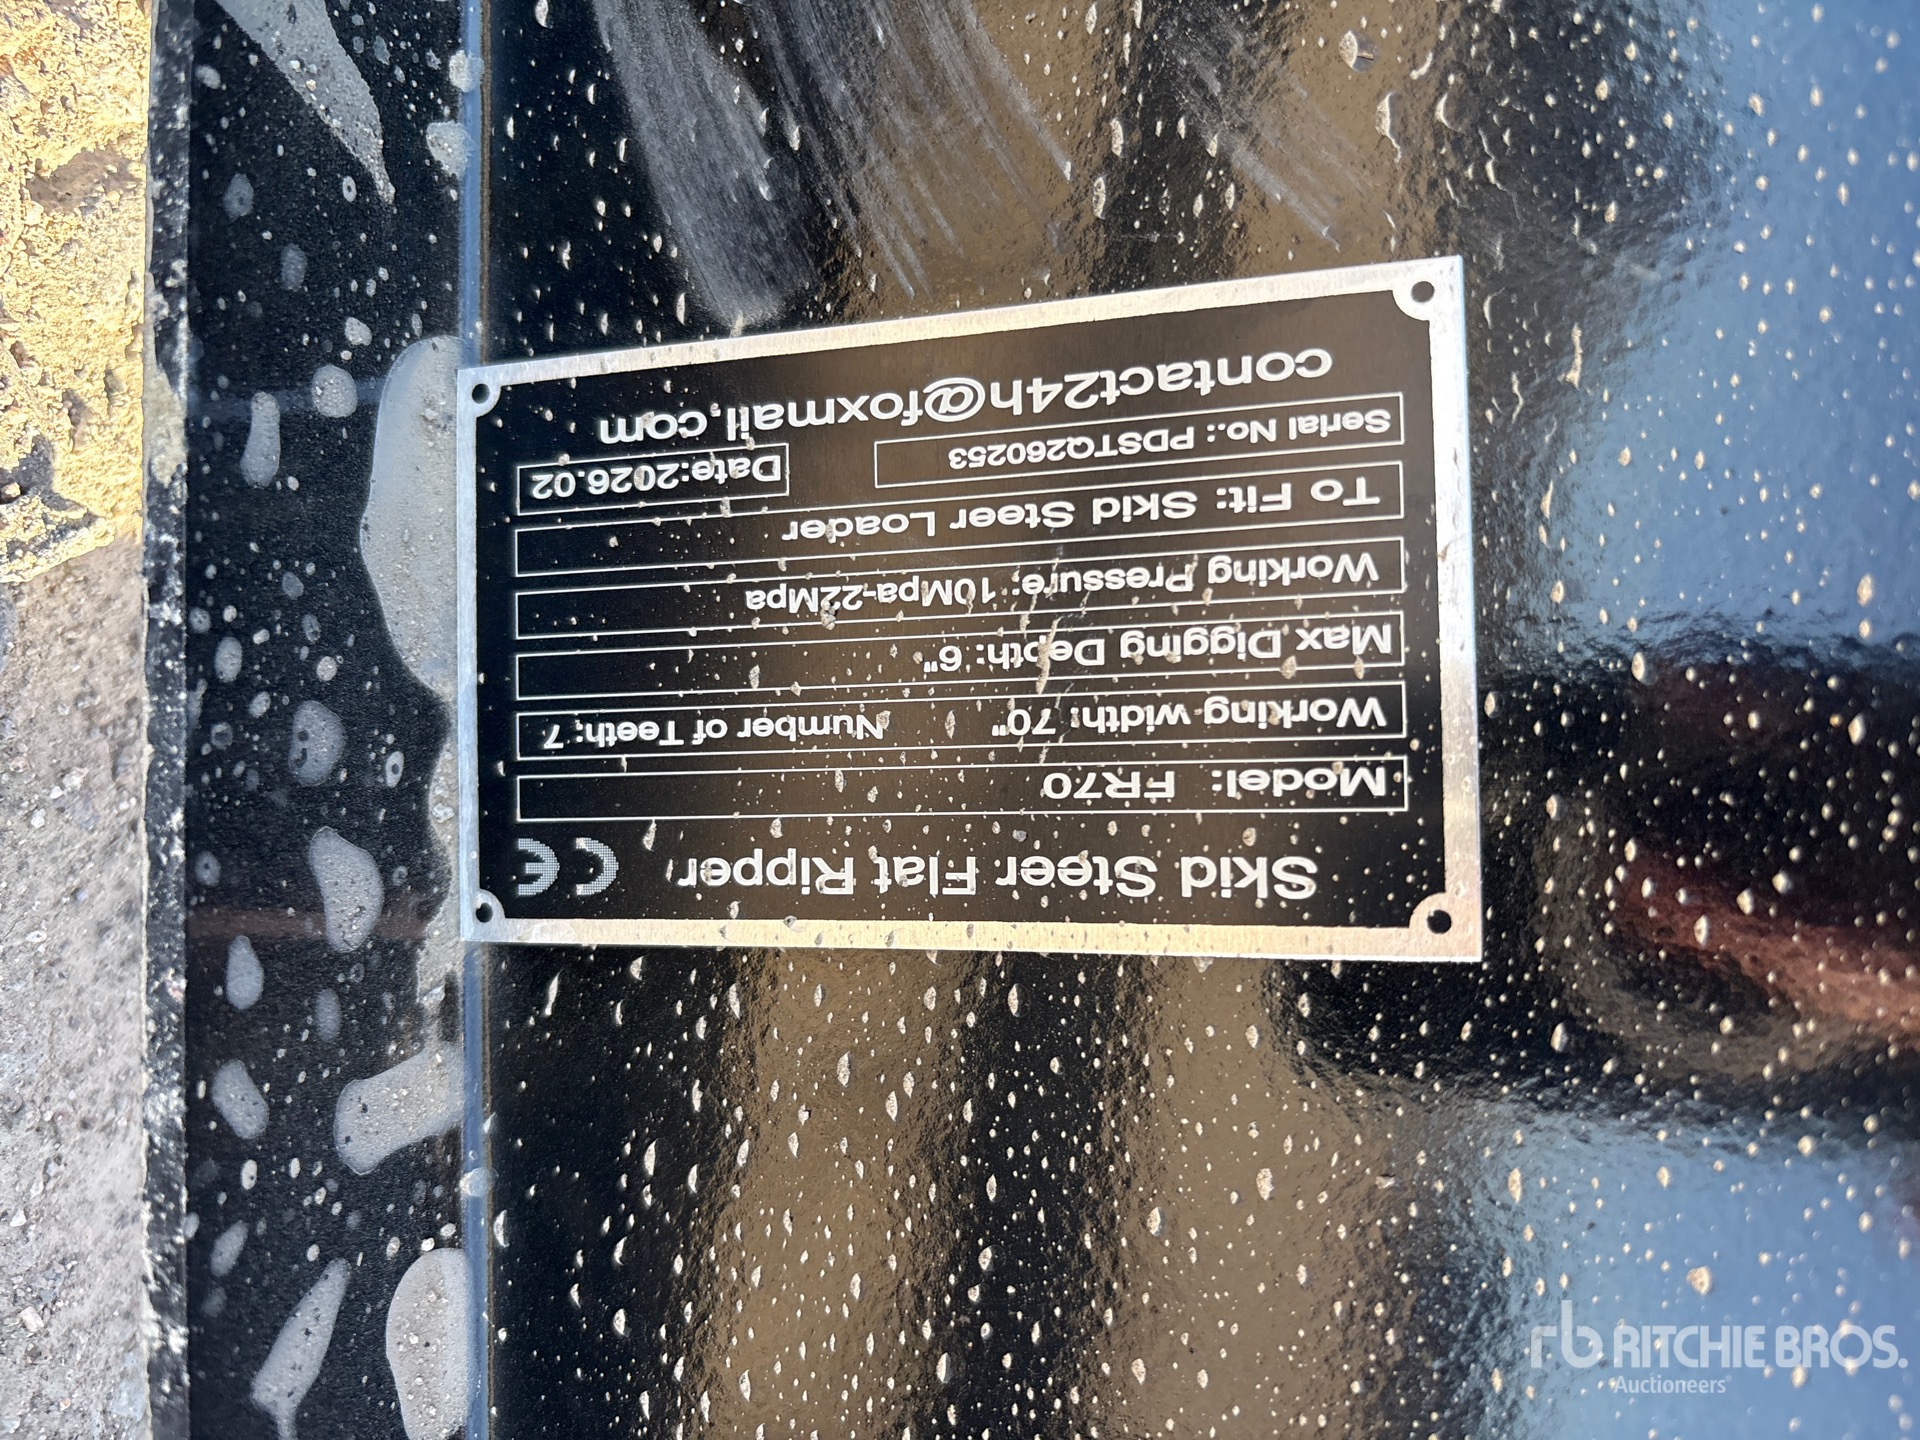 Skid Steer Flat Ripper CE
Model: FR70
Working width: 70" Number of Teeth: 7
Max Digging Depth: 6"
Working Pressure: 10Mpa-22Mpa
To Fit: Skid Steer Loader
Serial No.: PDSTQ260253 Date:2026.02
contact24h@foxmail.com
rb RITCHIE BROS.
Auctioneers